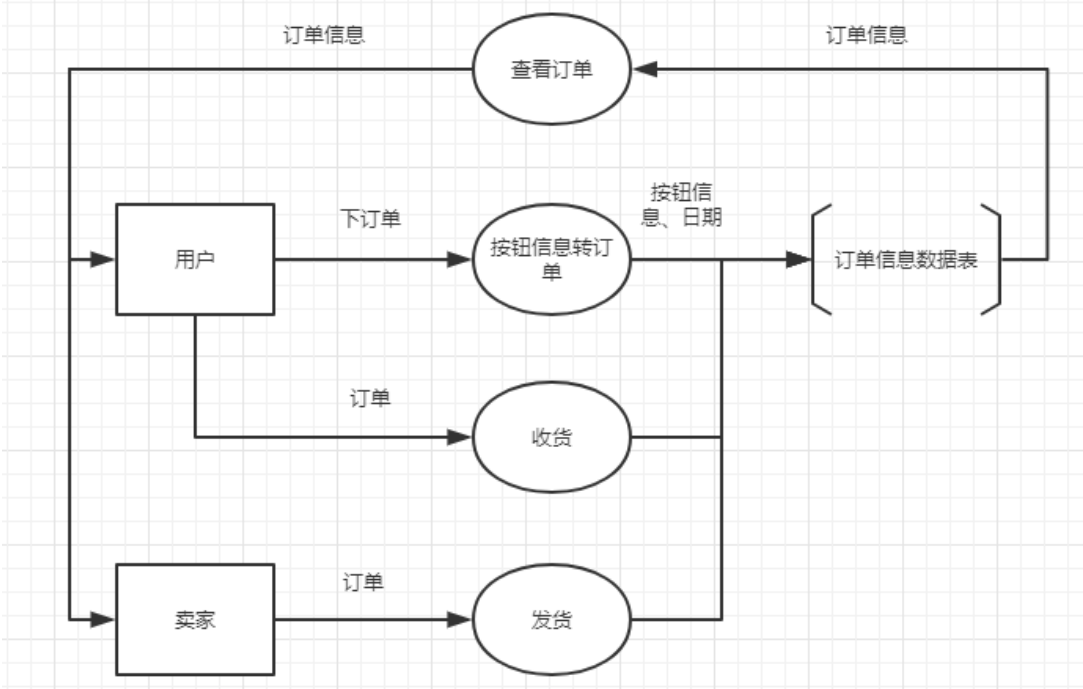 订单信息
订单信息
查看订单
按钮信
息、日期
下订单
用户
按钮信息转订
单
订单信息数据表
订单
收货
订单
卖家
发货